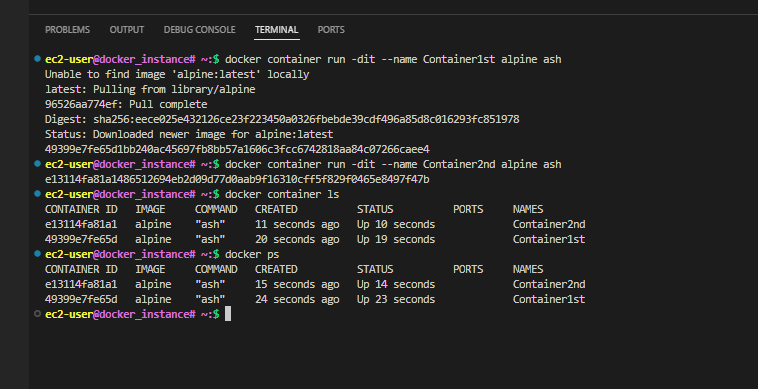 PROBLEMS OUTPUT DEBUG CONSOLE TERMINAL PORTS
ec2-user@docker_instance# ~:$ docker container run -dit --name Container1st alpine ash
Unable to find image 'alpine:latest' locally
latest: Pulling from library/alpine
96526aa774ef: Pull complete
Digest: sha256:eece025e432126ce23f223450a0326fbebde39cdf496a85d8c016293fc851978
Status: Downloaded newer image for alpine:latest
49399e7fe65d1bb240ac45697fb8bb57a1606c3fcc6742818aa84c07266caee4
ec2-user@docker_instance# ~:$ docker container run -dit --name Container2nd alpine ash
e13114fa81a1486512694eb2d09d77d0aab9f16310cff5f829f0465e8497f47b
ec2-user@docker_instance# ~:$ docker container ls
CONTAINER ID IMAGE COMMAND CREATED STATUS PORTS NAMES
e13114fa81a1 alpine "ash" 11 seconds ago Up 10 seconds Container2nd
49399e7fe65d alpine "ash" 20 seconds ago Up 19 seconds Container1st
ec2-user@docker_instance# ~:$ docker ps
CONTAINER ID IMAGE COMMAND CREATED STATUS PORTS NAMES
e13114fa81a1 alpine "ash" 15 seconds ago Up 14 seconds Container2nd
49399e7fe65d alpine "ash" 24 seconds ago Up 23 seconds Container1st
ec2-user@docker_instance# ~:$